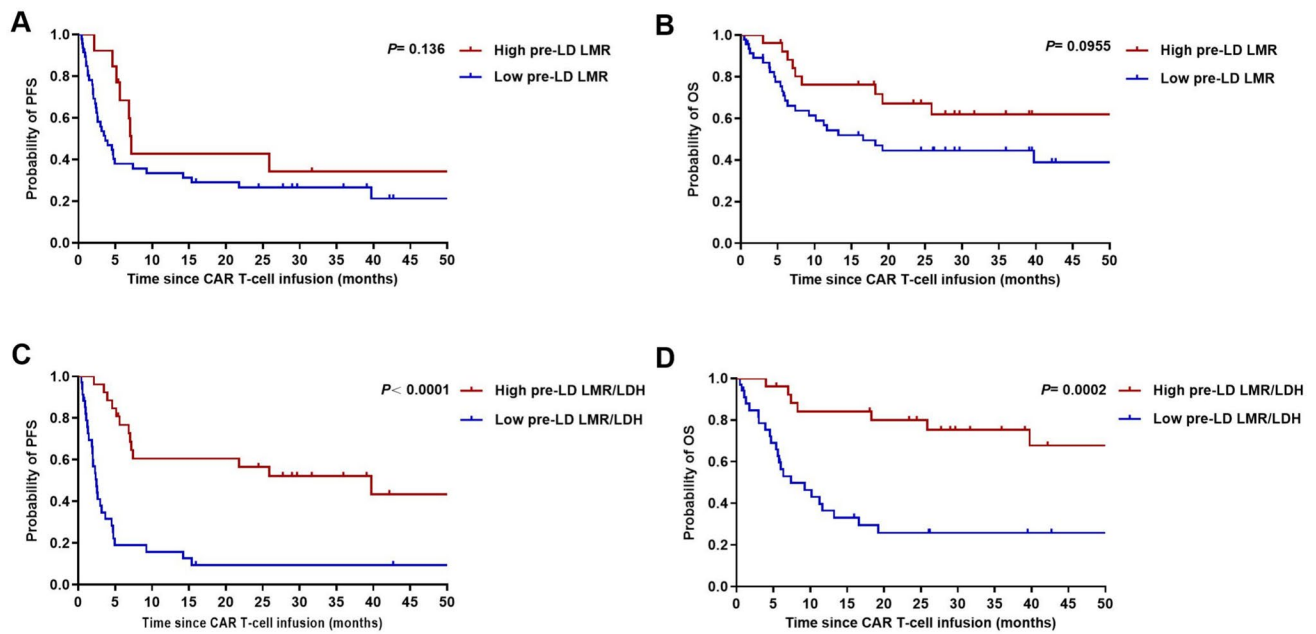 A
P= 0.136
High pre-LD LMR
Low pre-LD LMR
Probability of PFS
1.0
0.8
0.6
0.4
0.2
0.0
0 5 10 15 20 25 30 35 40 45 50
Time since CAR T-cell infusion (months)
B
P= 0.0955
High pre-LD LMR
Low pre-LD LMR
Probability of OS
1.0
0.8
0.6
0.4
0.2
0.0
0 5 10 15 20 25 30 35 40 45 50
Time since CAR T-cell infusion (months)
C
P< 0.0001
High pre-LD LMR/LDH
Low pre-LD LMR/LDH
Probability of PFS
1.0
0.8
0.6
0.4
0.2
0.0
0 5 10 15 20 25 30 35 40 45 50
Time since CAR T-cell infusion (months)
D
P= 0.0002
High pre-LD LMR/LDH
Low pre-LD LMR/LDH
Probability of OS
1.0
0.8
0.6
0.4
0.2
0.0
0 5 10 15 20 25 30 35 40 45 50
Time since CAR T-cell infusion (months)